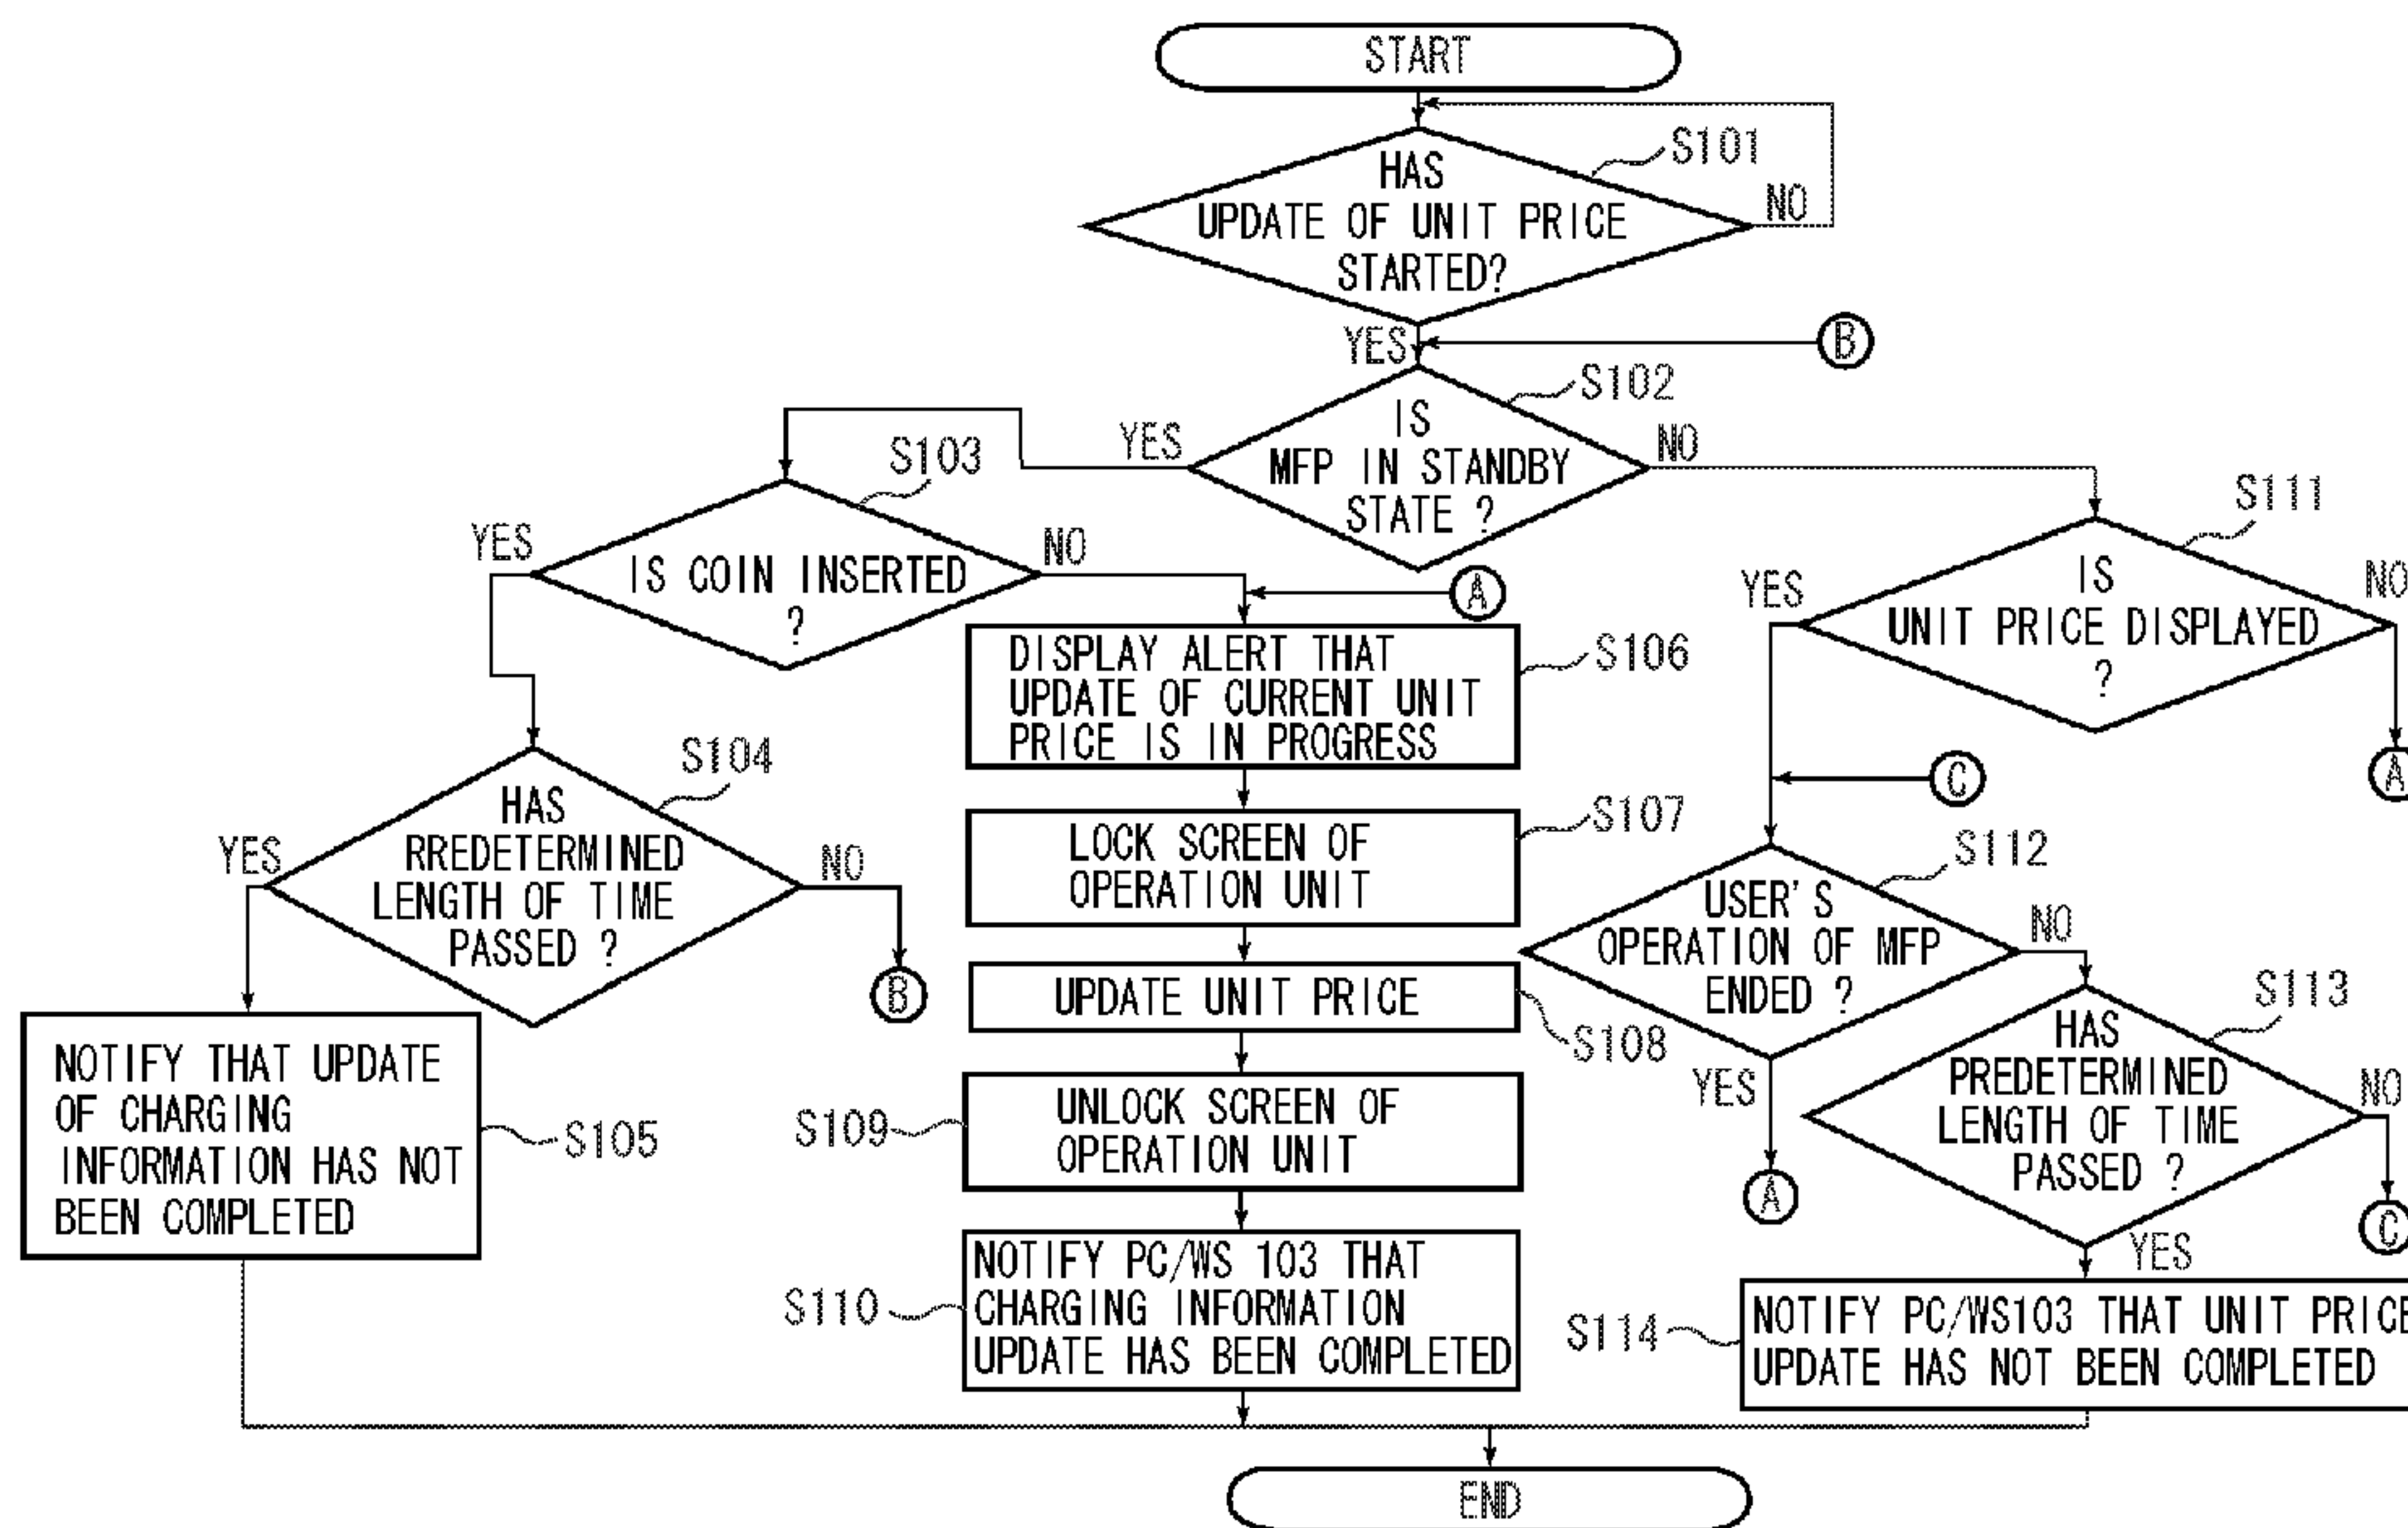 START
S101
HAS
UPDATE OF UNIT PRICE
STARTED?
NO
YES
B
S102
IS
MFP IN STANDBY
STATE ?
YES
NO
S103
IS COIN INSERTED
?
YES
NO
A
S111
IS
UNIT PRICE DISPLAYED
?
YES
NO
A
DISPLAY ALERT THAT
UPDATE OF CURRENT UNIT
PRICE IS IN PROGRESS
S106
S104
HAS
RREDETERMINED
LENGTH OF TIME
PASSED ?
YES
NO
B
C
LOCK SCREEN OF
OPERATION UNIT
S107
S112
USER'S
OPERATION OF MFP
ENDED ?
NO
YES
A
UPDATE UNIT PRICE
S108
S113
HAS
PREDETERMINED
LENGTH OF TIME
PASSED ?
NO
C
YES
NOTIFY THAT UPDATE
OF CHARGING
INFORMATION HAS NOT
BEEN COMPLETED
S105
UNLOCK SCREEN OF
OPERATION UNIT
S109
NOTIFY PC/WS 103 THAT
CHARGING INFORMATION
UPDATE HAS BEEN COMPLETED
S110
S114
NOTIFY PC/WS103 THAT UNIT PRICE
UPDATE HAS NOT BEEN COMPLETED
END